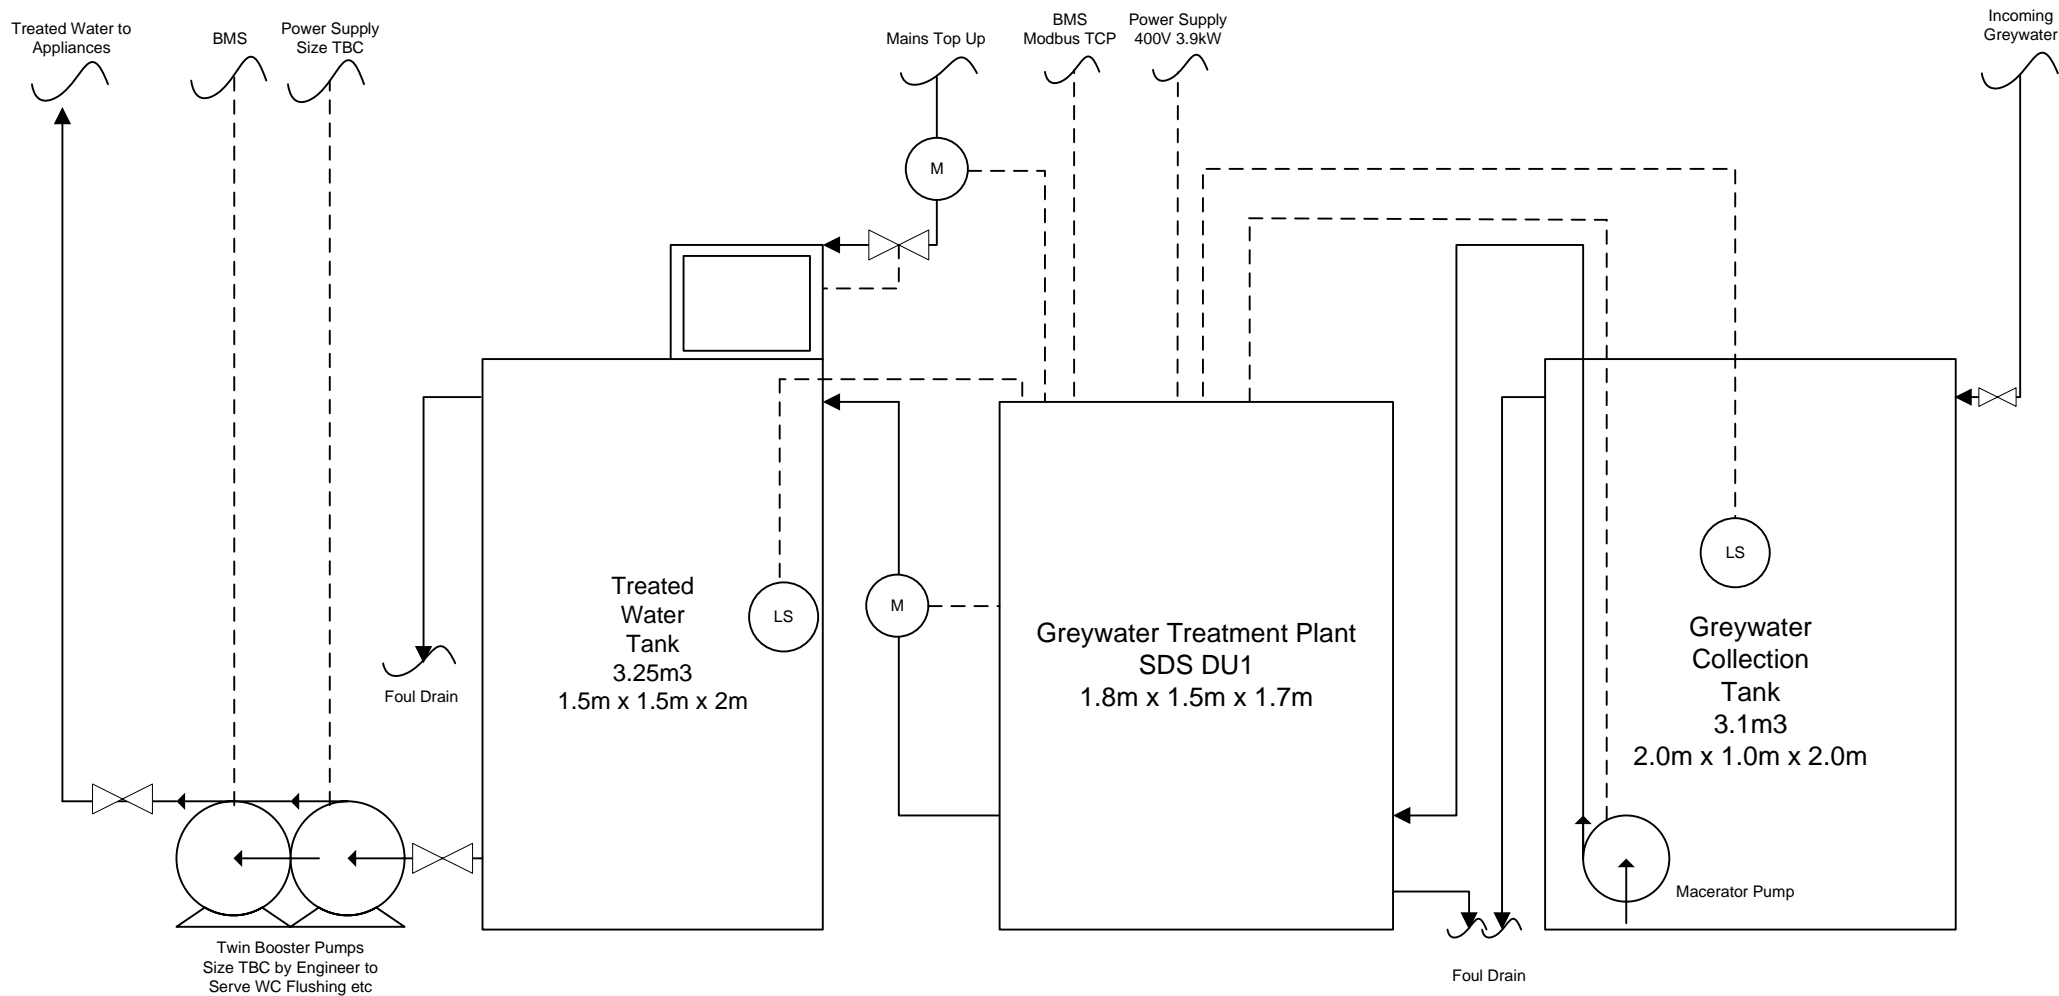 Treated Water to
Appliances
BMS
Power Supply
Size TBC
Mains Top Up
BMS
Modbus TCP
Power Supply
400V 3.9kW
Incoming
Greywater
M
M
LS
LS
Treated
Water
Tank
3.25m3
1.5m x 1.5m x 2m
Greywater Treatment Plant
SDS DU1
1.8m x 1.5m x 1.7m
Greywater
Collection
Tank
3.1m3
2.0m x 1.0m x 2.0m
Foul Drain
Macerator Pump
Twin Booster Pumps
Size TBC by Engineer to
Serve WC Flushing etc
Foul Drain